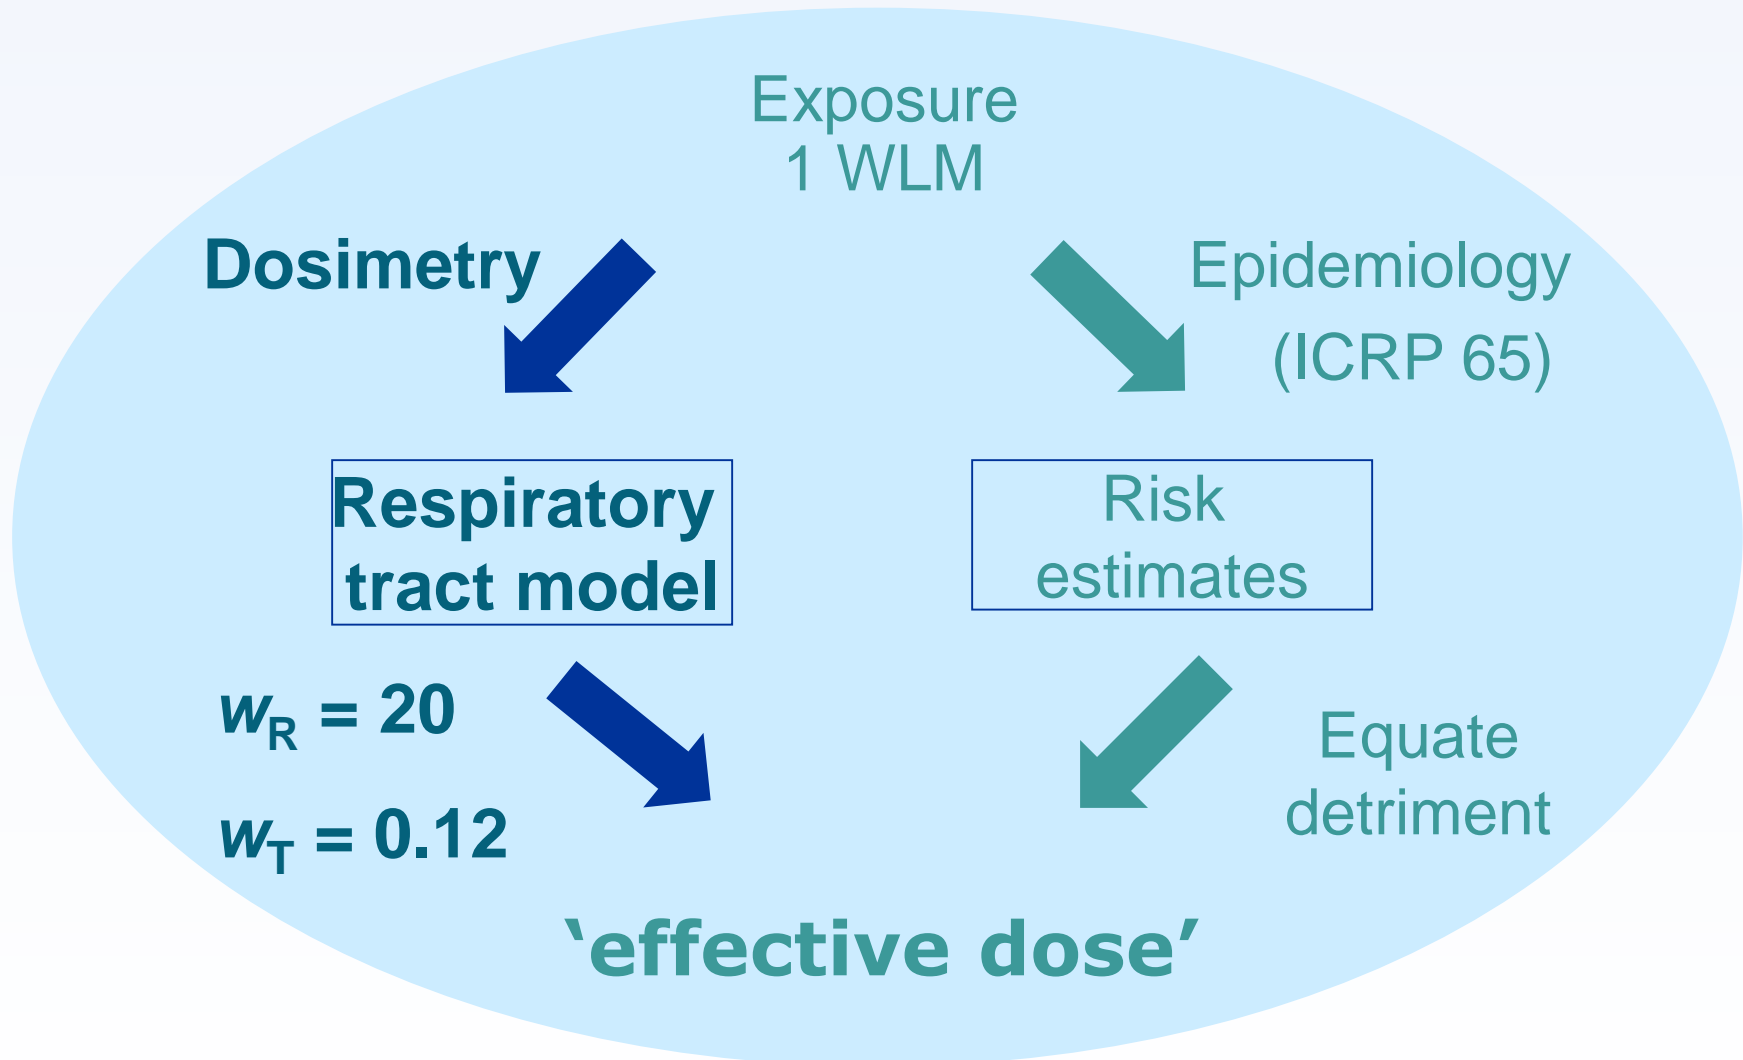 Exposure
1 WLM
Dosimetry
Epidemiology
(ICRP 65)
Respiratory
tract model
Risk
estimates
wR = 20
wT = 0.12
Equate
detriment
‘effective dose’